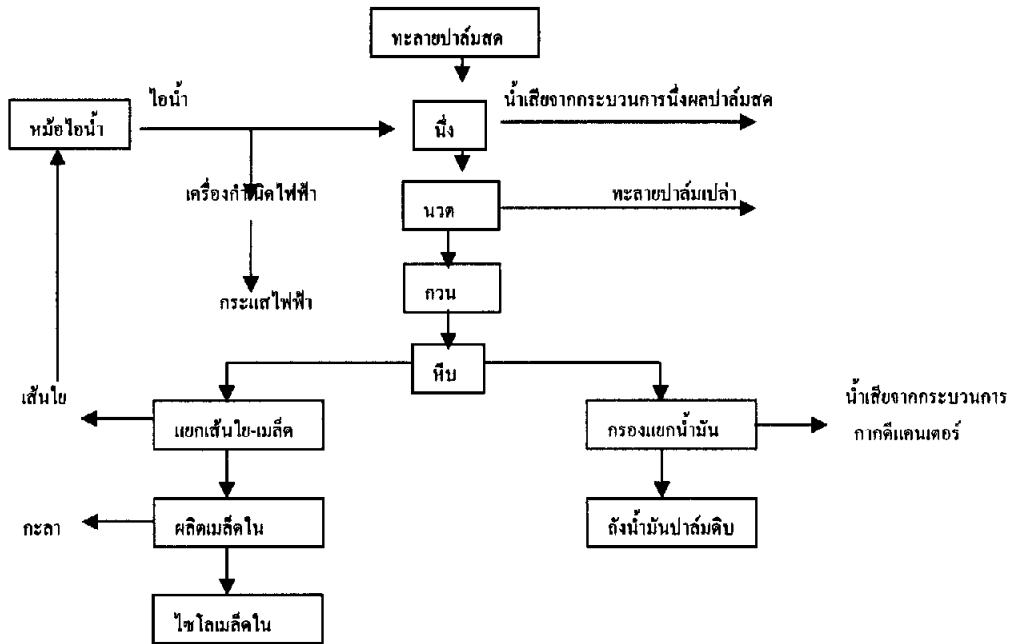 ทะลายปาล์มสด
ไอน้ำ
น้ำเสียจากกระบวนการนึ่งผลปาล์มสด
หม้อไอน้ำ
นึ่ง
เครื่องกำเนิดไฟฟ้า
ทะลายปาล์มเปล่า
นวด
กวน
กระแสไฟฟ้า
หีบ
เส้นใย
น้ำเสียจากกระบวนการ
แยกเส้นใย-เมล็ด
กรองแยกน้ำมัน
กากดีแคนเตอร์
กะลา
ผลิตเมล็ดใน
ถังน้ำมันปาล์มดิบ
ไซโลเมล็ดใน